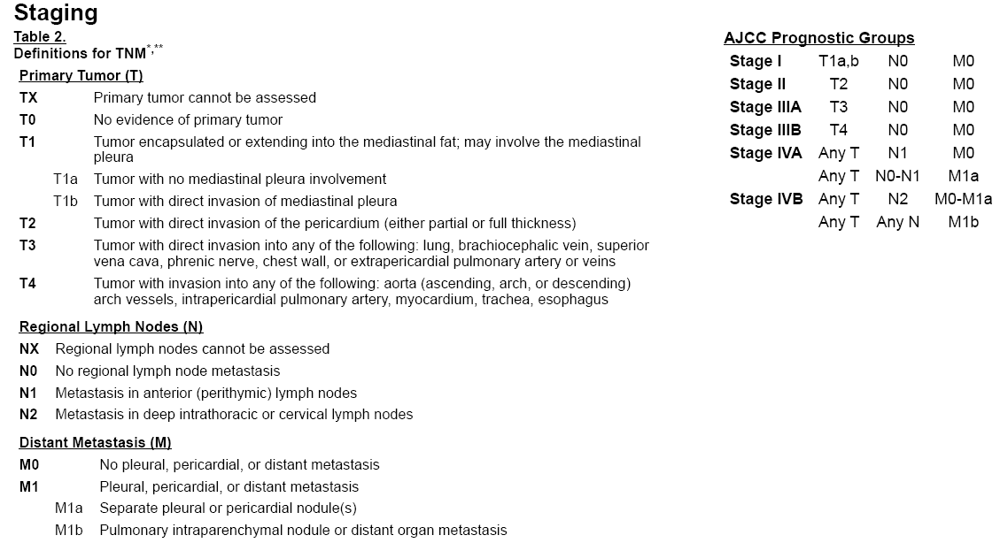 Staging
Table 2.
Definitions for TNM*,**
Primary Tumor (T)
TX Primary tumor cannot be assessed
T0 No evidence of primary tumor
T1 Tumor encapsulated or extending into the mediastinal fat; may involve the mediastinal
pleura
T1a Tumor with no mediastinal pleura involvement
T1b Tumor with direct invasion of mediastinal pleura
T2 Tumor with direct invasion of the pericardium (either partial or full thickness)
T3 Tumor with direct invasion into any of the following: lung, brachiocephalic vein, superior
vena cava, phrenic nerve, chest wall, or extrapericardial pulmonary artery or veins
T4 Tumor with invasion into any of the following: aorta (ascending, arch, or descending)
arch vessels, intrapericardial pulmonary artery, myocardium, trachea, esophagus
Regional Lymph Nodes (N)
NX Regional lymph nodes cannot be assessed
N0 No regional lymph node metastasis
N1 Metastasis in anterior (perithymic) lymph nodes
N2 Metastasis in deep intrathoracic or cervical lymph nodes
Distant Metastasis (M)
M0 No pleural, pericardial, or distant metastasis
M1 Pleural, pericardial, or distant metastasis
M1a Separate pleural or pericardial nodule(s)
M1b Pulmonary intraparenchymal nodule or distant organ metastasis
AJCC Prognostic Groups
Stage I T1a,b N0 M0
Stage II T2 N0 M0
Stage IIIA T3 N0 M0
Stage IIIB T4 N0 M0
Stage IVA Any T N1 M0
Any T N0-N1 M1a
Stage IVB Any T N2 M0-M1a
Any T Any N M1b